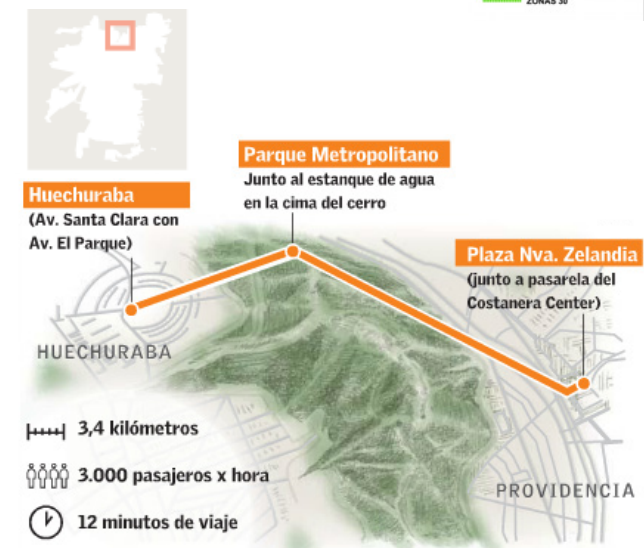 ZONAS 30
Parque Metropolitano
Junto al estanque de agua
en la cima del cerro
Huechuraba
(Av. Santa Clara con
Av. El Parque)
Plaza Nva. Zelandia
(junto a pasarela del
Costanera Center)
HUECHURABA
3,4 kilómetros
3.000 pasajeros x hora
12 minutos de viaje
PROVIDENCIA